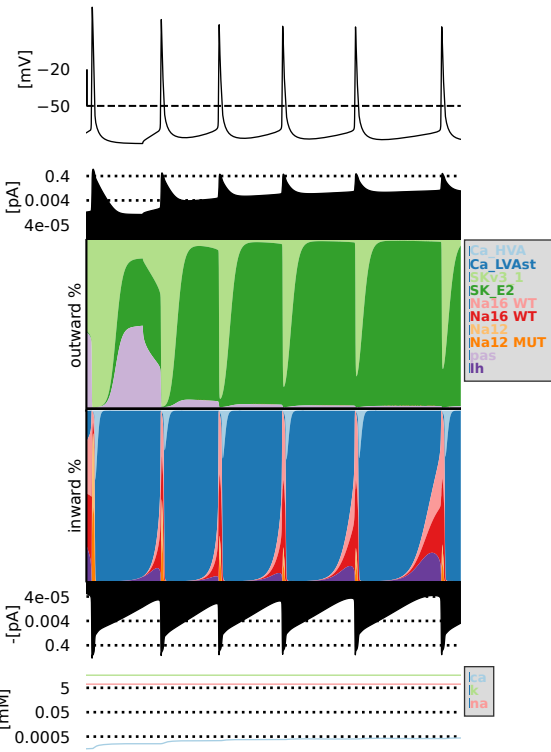 [mV]
−20
−50
[pA]
0.4
0.004
4e-05
outward %
Ca_HVA
Ca_LVAst
SKv3_1
SK_E2
Na16 WT
Na16 WT
Na12
Na12 MUT
pas
Ih
inward %
-[pA]
4e-05
0.004
0.4
[mM]
5
0.05
0.0005
ca
k
na